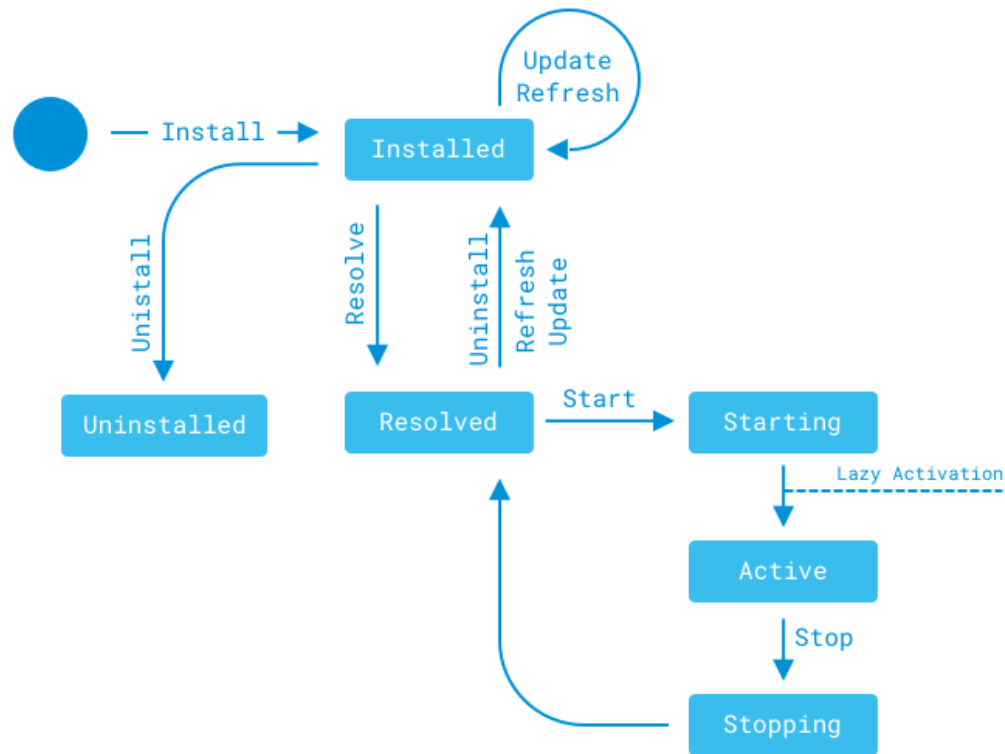 Update
Refresh
Install
Installed
Unistall
Resolve
Uninstall
Refresh
Update
Uninstalled
Resolved
Start
Starting
Lazy Activation
Active
Stop
Stopping